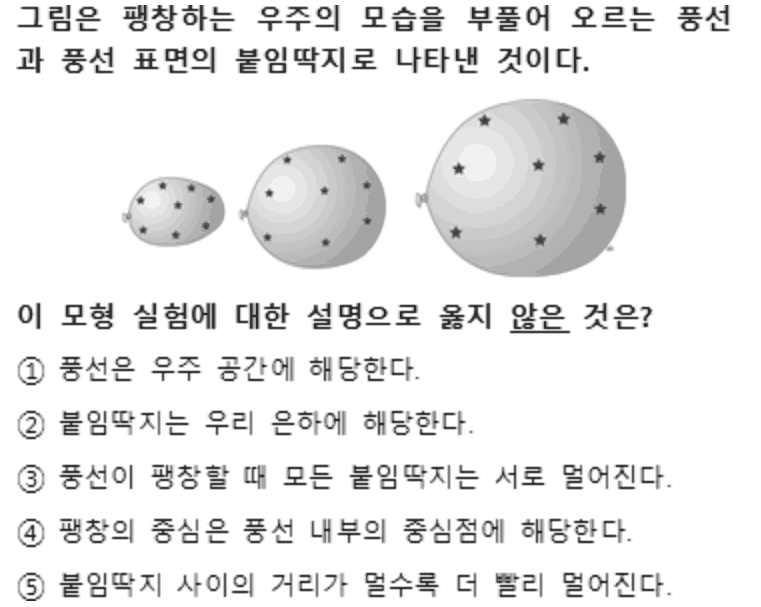 그림은 팽창하는 우주의 모습을 부풀어 오르는 풍선
과 풍선 표면의 붙임딱지로 나타낸 것이다.
이 모형 실험에 대한 설명으로 옳지 않은 것은?
① 풍선은 우주 공간에 해당한다.
② 붙임딱지는 우리 은하에 해당한다.
③ 풍선이 팽창할 때 모든 붙임딱지는 서로 멀어진다.
④ 팽창의 중심은 풍선 내부의 중심점에 해당한다.
⑤ 붙임딱지 사이의 거리가 멀수록 더 빨리 멀어진다.